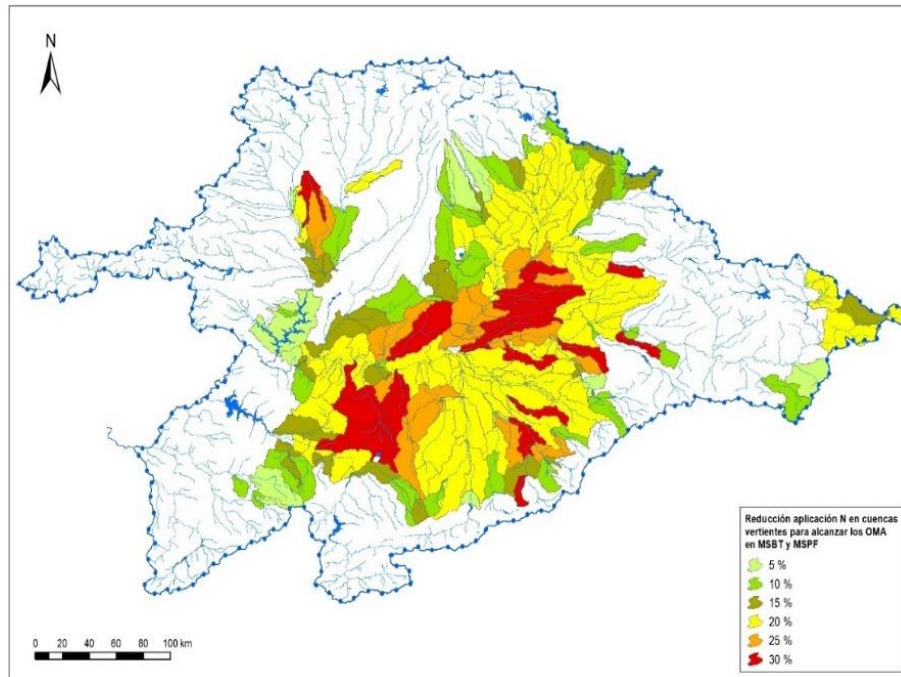 N
Reducción aplicación N en cuencas
vertientes para alcanzar los OMA
en MSBT y MSPF
5 %
10 %
15 %
20 %
25 %
30 %
0 20 40 60 80 100 km